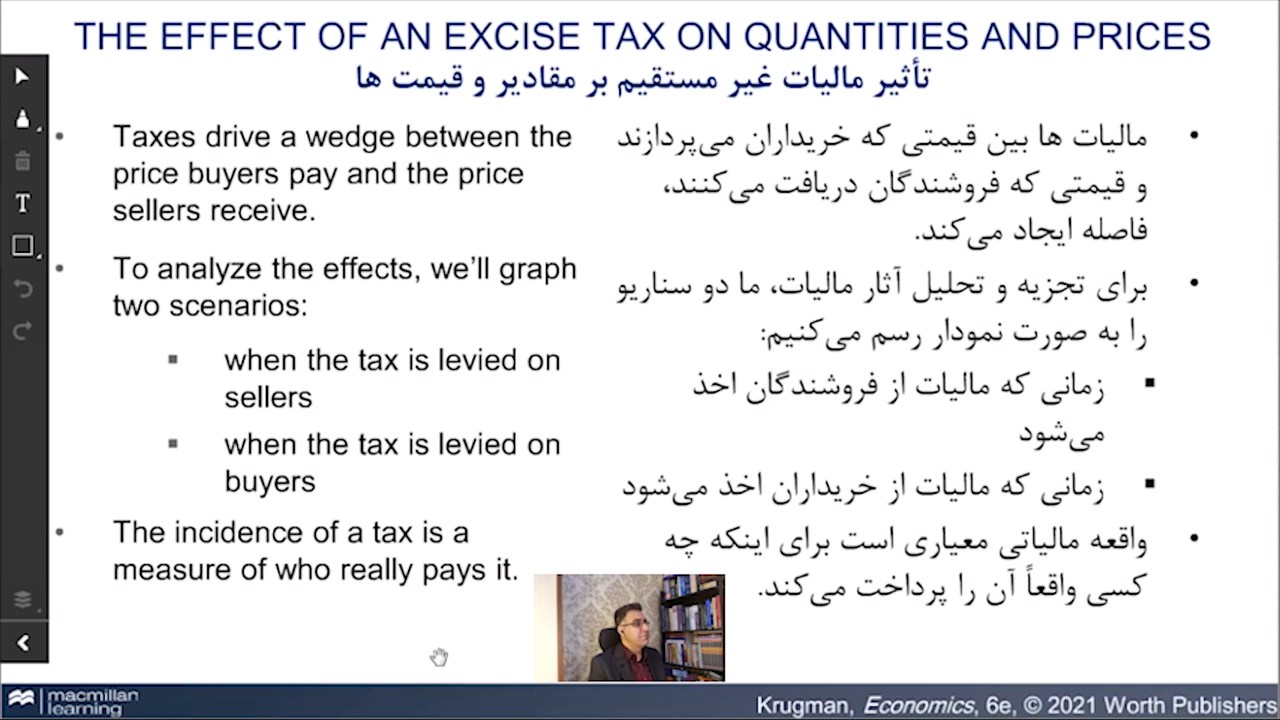 THE EFFECT OF AN EXCISE TAX ON QUANTITIES AND PRICES
تأثیر مالیات غیر مستقیم بر مقادیر و قیمت ها
• Taxes drive a wedge between the
price buyers pay and the price
sellers receive.
• To analyze the effects, we'll graph
two scenarios:
▪ when the tax is levied on
sellers
▪ when the tax is levied on
buyers
• The incidence of a tax is a
measure of who really pays it.
• مالیات ها بین قیمتی که خریداران می‌پردازند
و قیمتی که فروشندگان دریافت می‌کنند،
فاصله ایجاد می‌کند.
• برای تجزیه و تحلیل آثار مالیات، ما دو سناریو
را به صورت نمودار رسم می‌کنیم:
▪ زمانی که مالیات از فروشندگان اخذ
می‌شود
▪ زمانی که مالیات از خریداران اخذ می‌شود
• واقعه مالیاتی معیاری است برای اینکه چه
کسی واقعاً آن را پرداخت می‌کند.
T
macmillan
learning
Krugman, Economics, 6e, © 2021 Worth Publishers